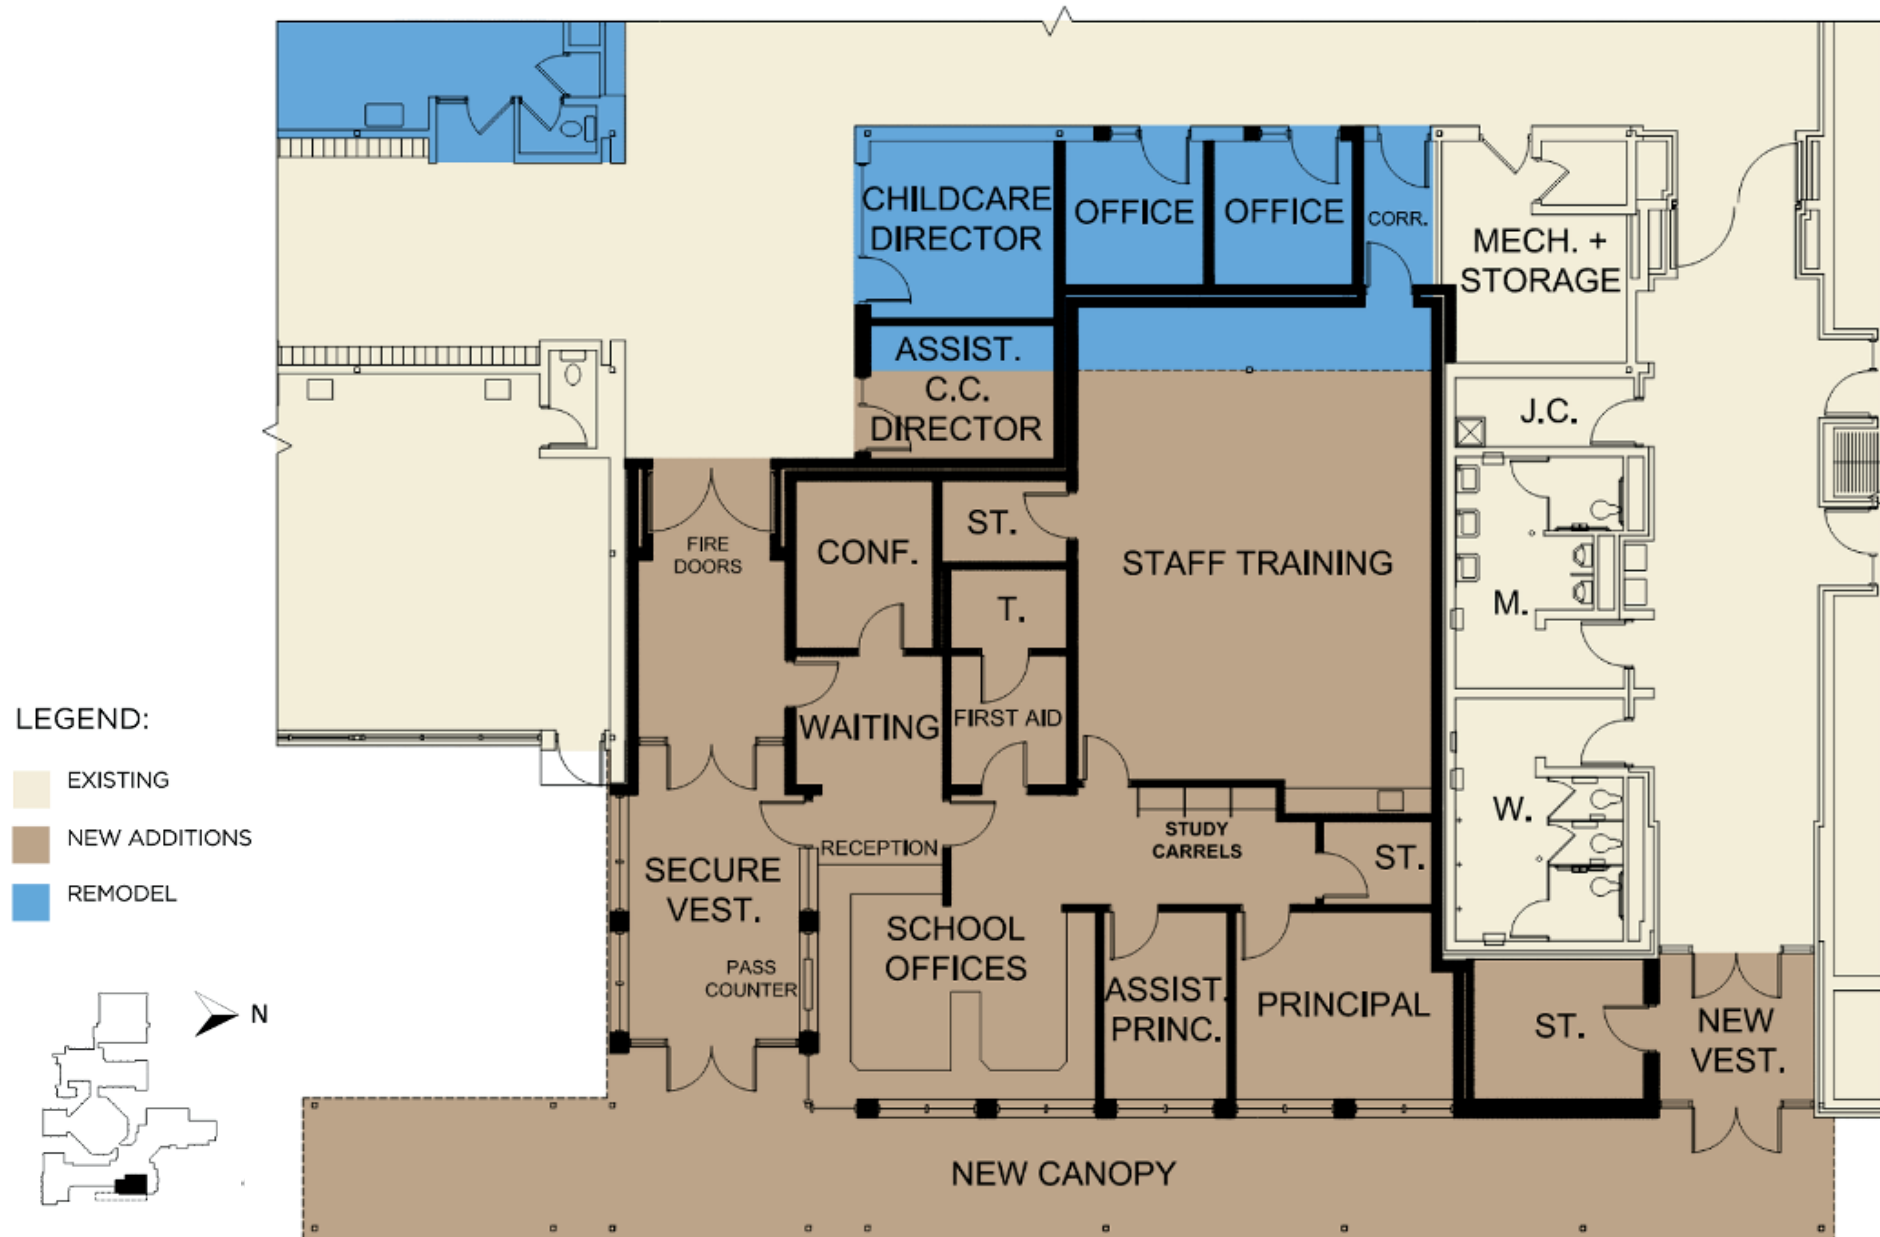 CHILDCARE
DIRECTOR
OFFICE
OFFICE
CORR.
MECH. +
STORAGE
ASSIST.
C.C.
DIRECTOR
J.C.
FIRE
DOORS
CONF.
ST.
STAFF TRAINING
T.
M.
WAITING
FIRST AID
LEGEND:
EXISTING
NEW ADDITIONS
REMODEL
RECEPTION
STUDY
CARRELS
ST.
W.
SECURE
VEST.
SCHOOL
OFFICES
PASS
COUNTER
ASSIST.
PRINC.
PRINCIPAL
ST.
NEW
VEST.
N
NEW CANOPY